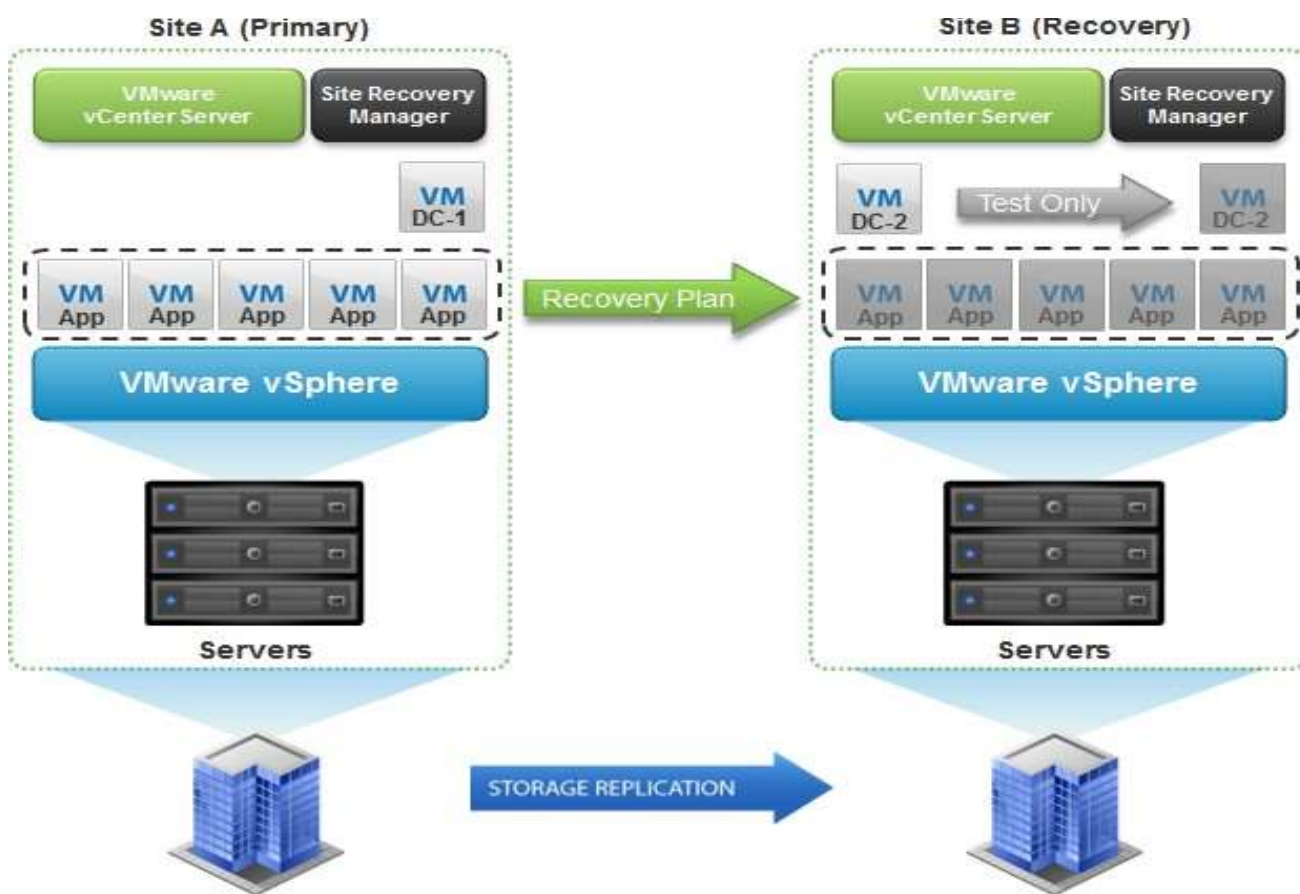 Site A (Primary)
VMware
vCenter Server
Site Recovery
Manager
VM
DC-1
VM
App
VM
App
VM
App
VM
App
VM
App
VMware vSphere
Servers
Recovery Plan
STORAGE REPLICATION
Site B (Recovery)
VMware
vCenter Server
Site Recovery
Manager
VM
DC-2
Test Only
VM
DC-2
VM
App
VM
App
VM
App
VM
App
VM
App
VMware vSphere
Servers